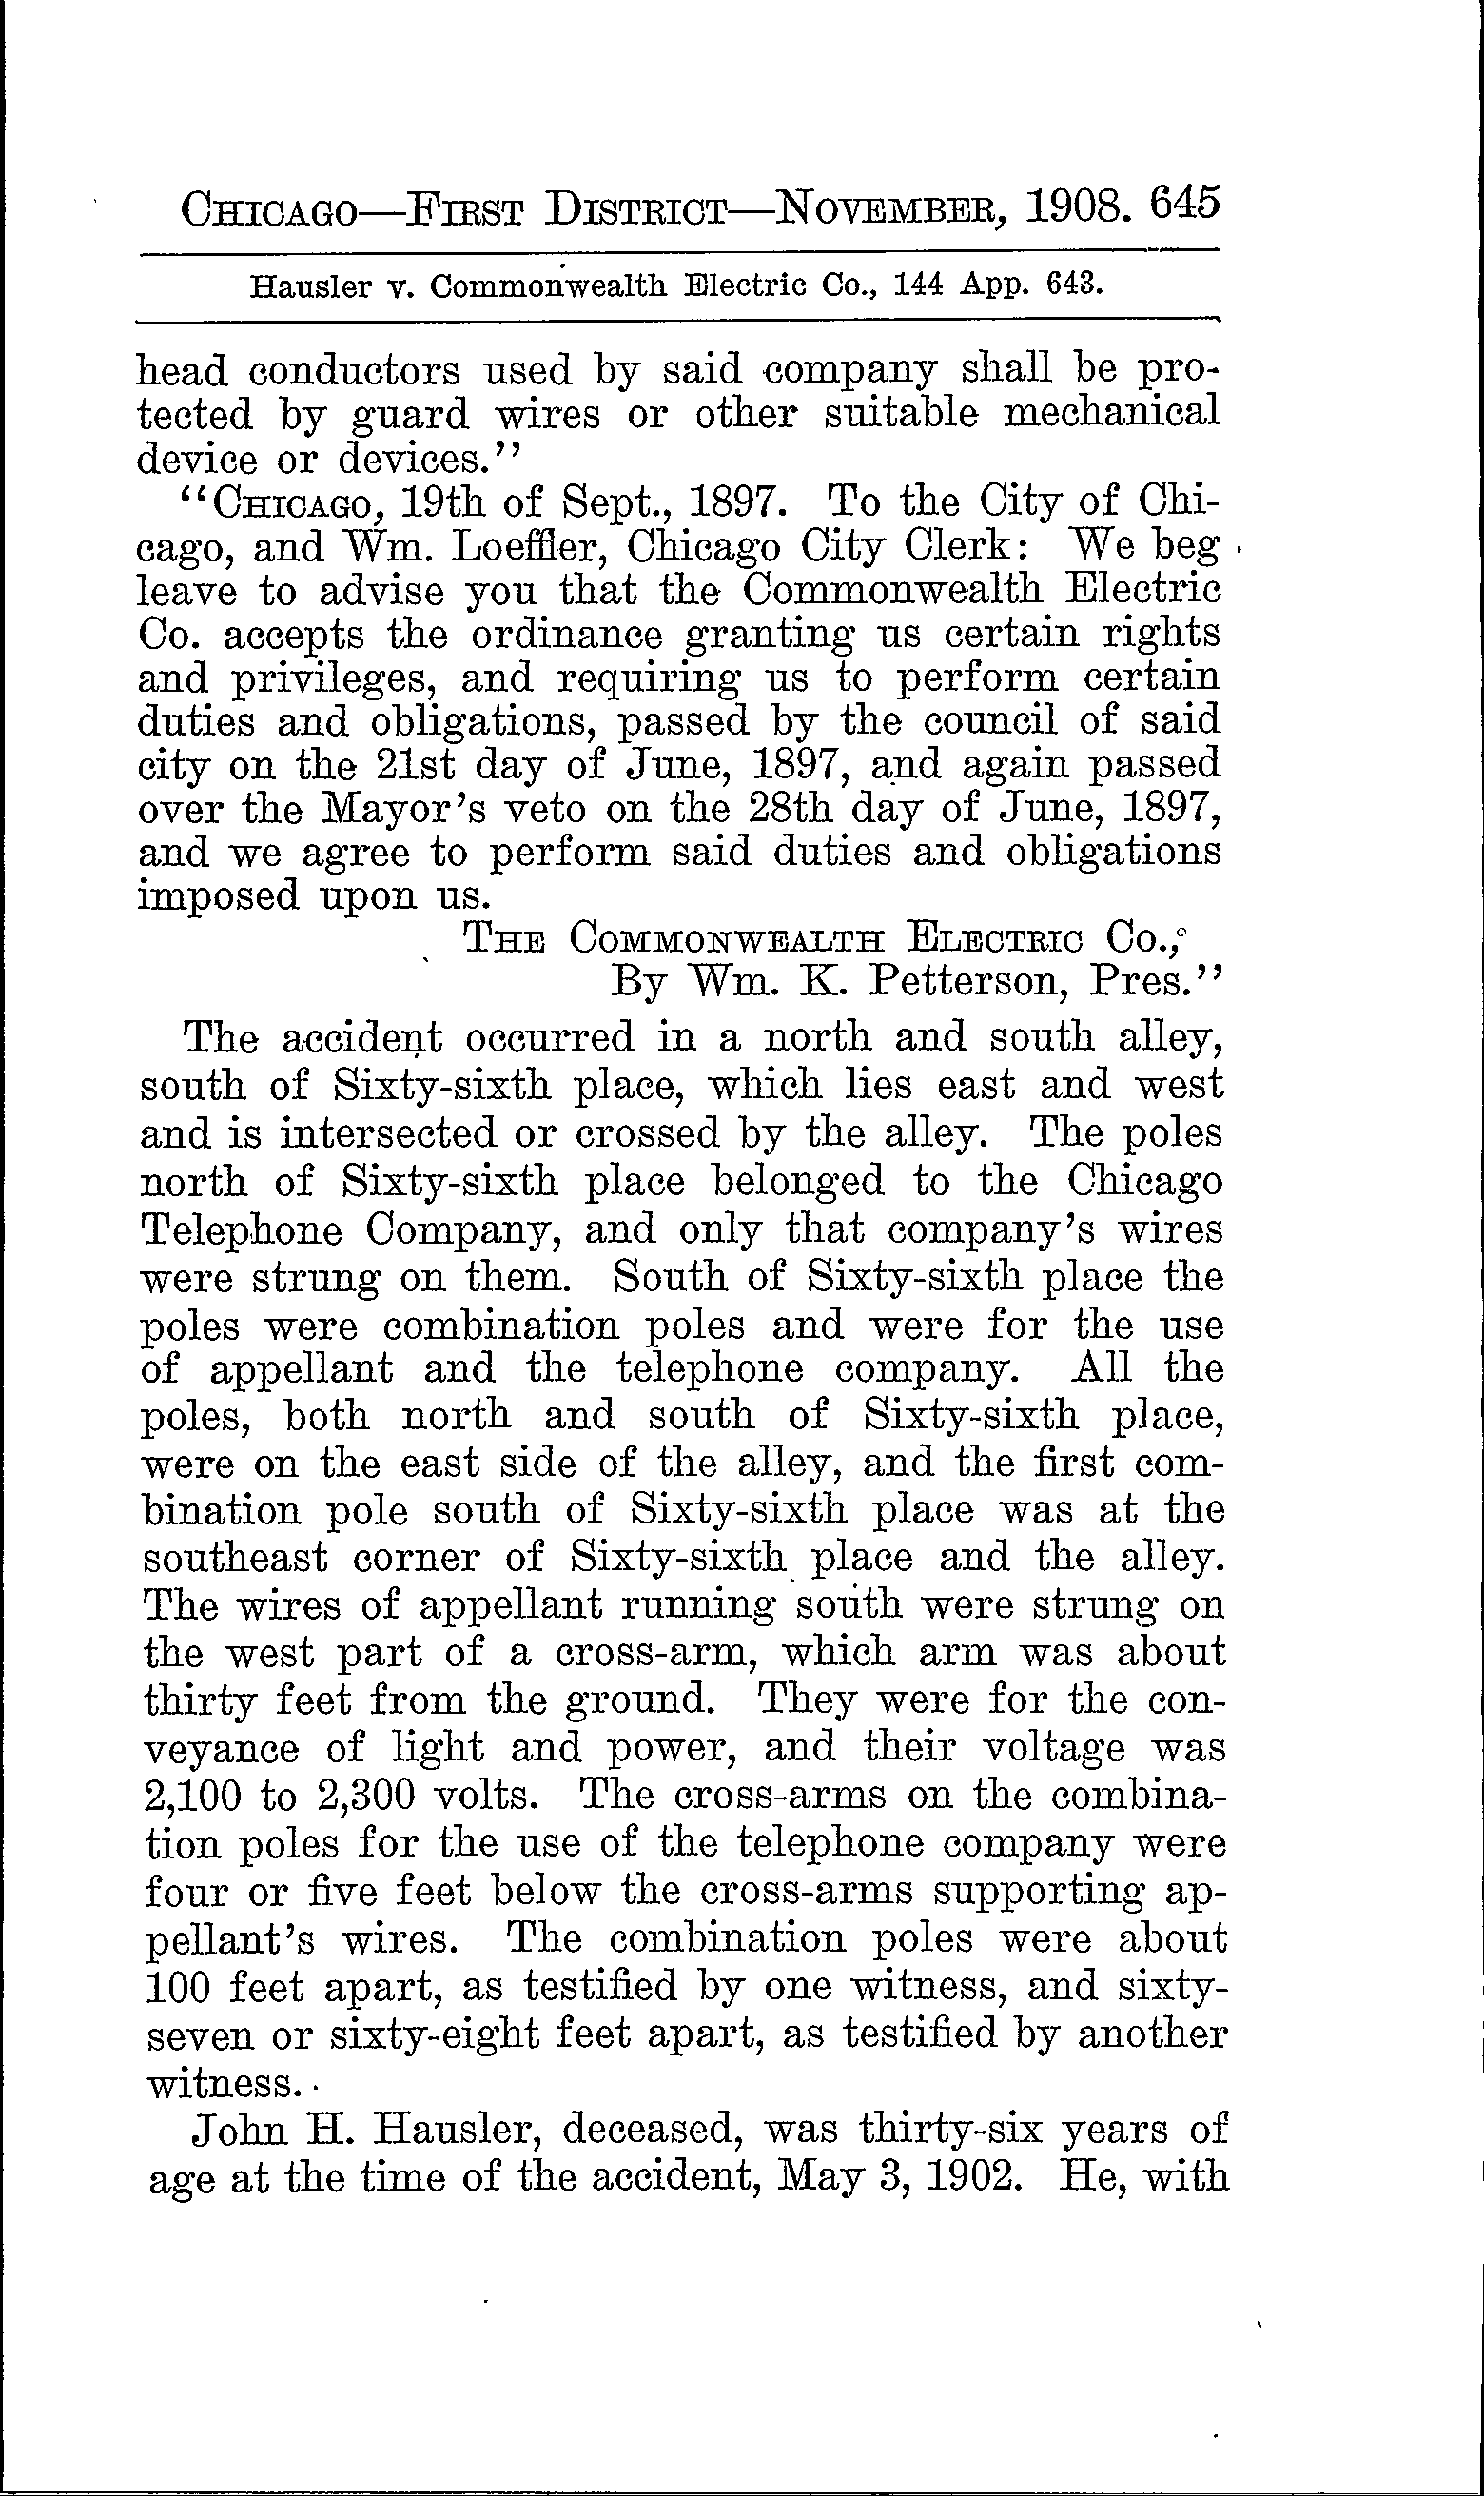 CHICAGO—FIRST DISTRICT—NOVEMBER, 1908. 645
Hausler v. Commonwealth Electric Co., 144 App. 643.
head conductors used by said company shall be pro-
tected by guard wires or other suitable mechanical
device or devices.”
“CHICAGO, 19th of Sept., 1897. To the City of Chi-
cago, and Wm. Loeffler, Chicago City Clerk: We beg
leave to advise you that the Commonwealth Electric
Co. accepts the ordinance granting us certain rights
and privileges, and requiring us to perform certain
duties and obligations, passed by the council of said
city on the 21st day of June, 1897, and again passed
over the Mayor’s veto on the 28th day of June, 1897,
and we agree to perform said duties and obligations
imposed upon us.
THE COMMONWEALTH ELECTRIC CO.,
By Wm. K. Petterson, Pres.”
The accident occurred in a north and south alley,
south of Sixty-sixth place, which lies east and west
and is intersected or crossed by the alley. The poles
north of Sixty-sixth place belonged to the Chicago
Telephone Company, and only that company’s wires
were strung on them. South of Sixty-sixth place the
poles were combination poles and were for the use
of appellant and the telephone company. All the
poles, both north and south of Sixty-sixth place,
were on the east side of the alley, and the first com-
bination pole south of Sixty-sixth place was at the
southeast corner of Sixty-sixth place and the alley.
The wires of appellant running south were strung on
the west part of a cross-arm, which arm was about
thirty feet from the ground. They were for the con-
veyance of light and power, and their voltage was
2,100 to 2,300 volts. The cross-arms on the combina-
tion poles for the use of the telephone company were
four or five feet below the cross-arms supporting ap-
pellant’s wires. The combination poles were about
100 feet apart, as testified by one witness, and sixty-
seven or sixty-eight feet apart, as testified by another
witness.
John H. Hausler, deceased, was thirty-six years of
age at the time of the accident, May 3, 1902. He, with